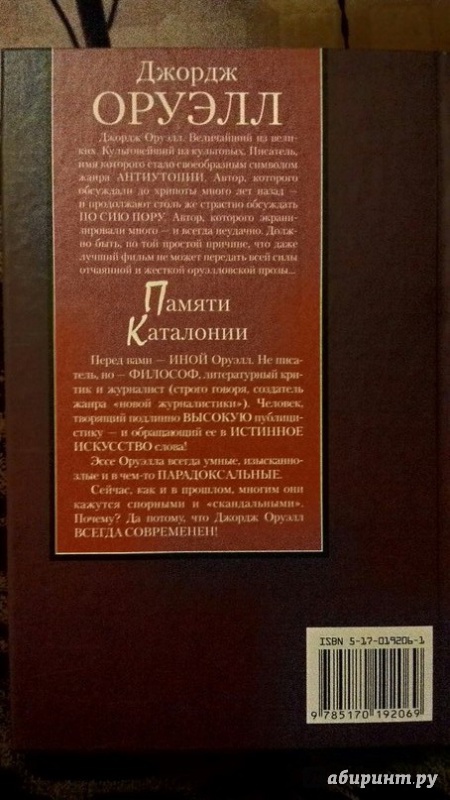 Джордж
ОРУЭЛЛ
Джордж Оруэлл. Величайший из вели-
ких. Культовейший из культовых. Писатель,
имя которого стало своеобразным символом
жанра АНТИУТОПИИ. Автор, которого
обсуждали до хрипоты много лет назад —
и продолжают столь же страстно обсуждать
ПО СИЮ ПОРУ. Автор, которого экрани-
зировали много — и всегда неудачно. Долж-
но быть, по той простой причине, что даже
лучший фильм не может передать всей силы
отчаянной и жесткой оруэлловской прозы...
Памяти
Каталонии
Перед вами — ИНОЙ Оруэлл. Не писа-
тель, но — ФИЛОСОФ, литературный кри-
тик и журналист (строго говоря, создатель
жанра «новой журналистики»). Человек,
творящий подлинно ВЫСОКУЮ публици-
стику — и обращающий ее в ИСТИННОЕ
ИСКУССТВО слова!
Эссе Оруэлла всегда умные, изысканно-
злые и в чем-то ПАРАДОКСАЛЬНЫЕ.
Сейчас, как и в прошлом, многим они
кажутся спорными и «скандальными».
Почему? Да потому, что Джордж Оруэлл
ВСЕГДА СОВРЕМЕНЕН!
ISBN 5-17-019206-1
9 785170 192069
абиринт.ру